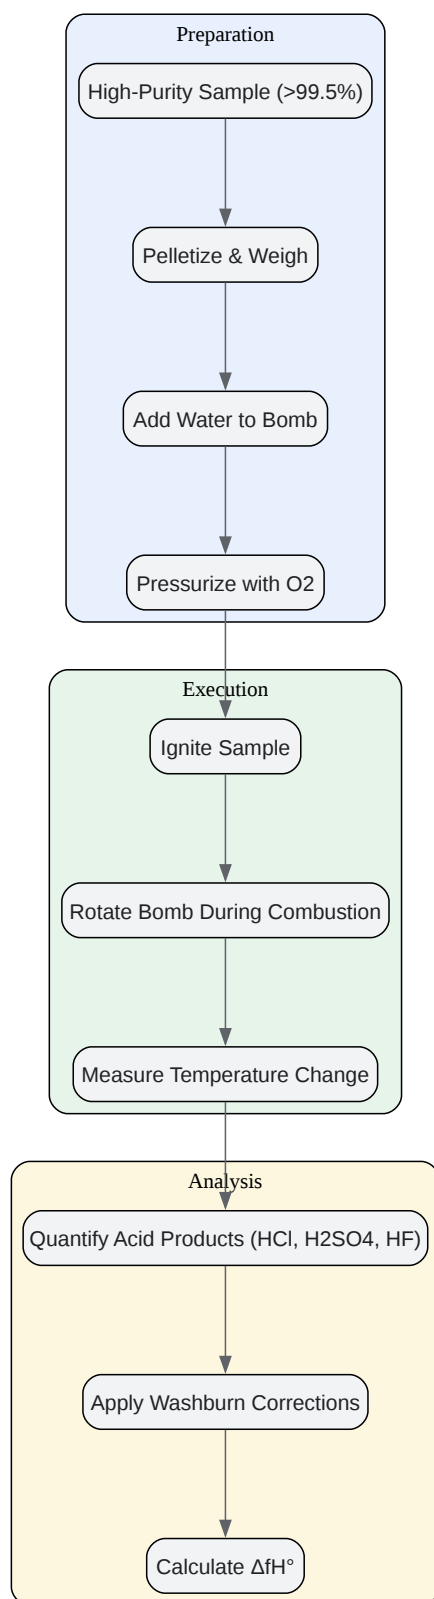 Preparation
High-Purity Sample (>99.5%)
Pelletize & Weigh
Add Water to Bomb
Pressurize with O2
Execution
Ignite Sample
Rotate Bomb During Combustion
Measure Temperature Change
Analysis
Quantify Acid Products (HCl, H2SO4, HF)
Apply Washburn Corrections
Calculate ΔfH°